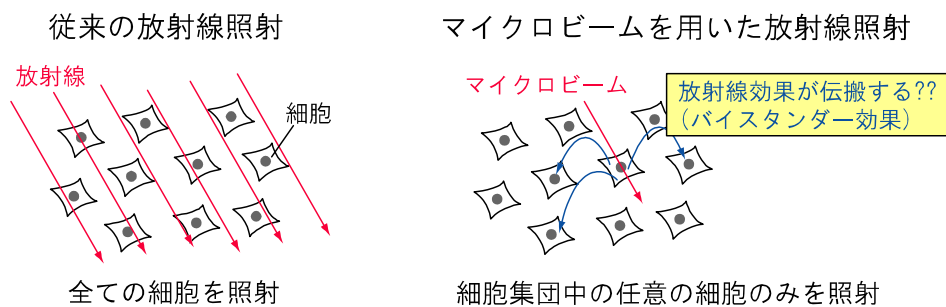 従来の放射線照射
放射線
細胞
全ての細胞を照射
マイクロビームを用いた放射線照射
マイクロビーム
放射線効果が伝搬する??
(バイスタンダー効果)
細胞集団中の任意の細胞のみを照射